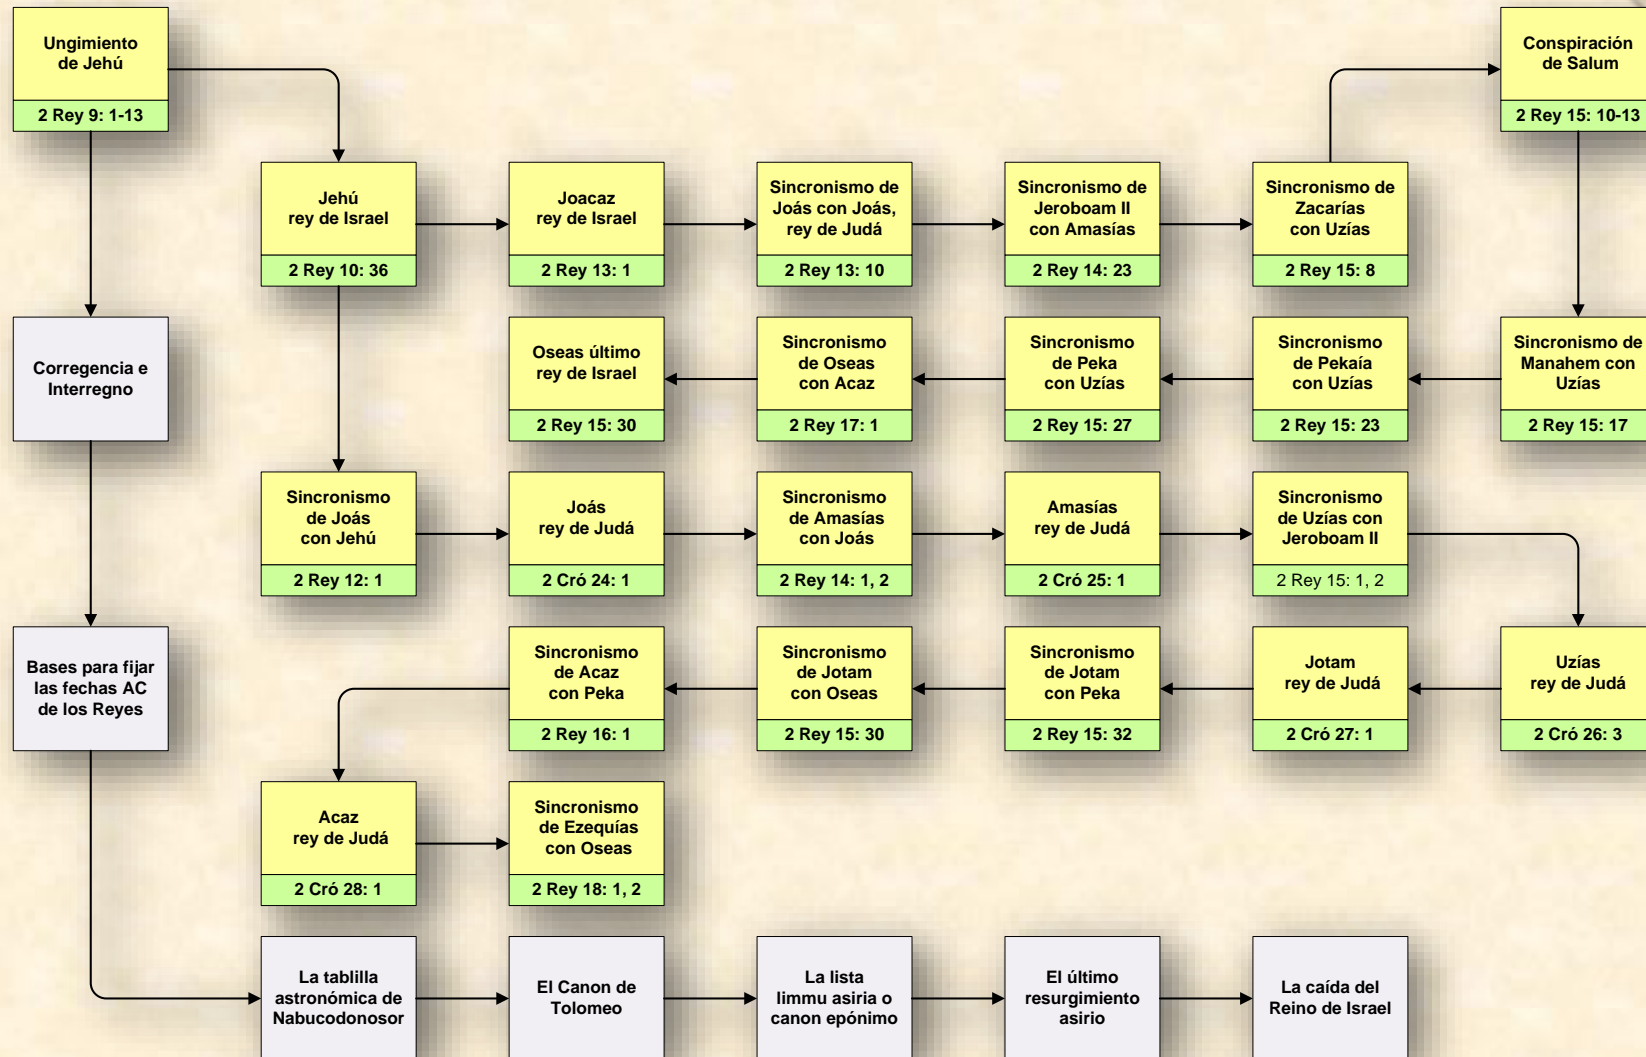 Ungimiento
de Jehú
2 Rey 9: 1-13
Conspiración
de Salum
2 Rey 15: 10-13
Jehú
rey de Israel
2 Rey 10: 36
Joacaz
rey de Israel
2 Rey 13: 1
Sincronismo de
Joás con Joás,
rey de Judá
2 Rey 13: 10
Sincronismo de
Jeroboam II
con Amasías
2 Rey 14: 23
Sincronismo de
Zacarías
con Uzías
2 Rey 15: 8
Corregencia e
Interregno
Oseas último
rey de Israel
2 Rey 15: 30
Sincronismo
de Oseas
con Acaz
2 Rey 17: 1
Sincronismo
de Peka
con Uzías
2 Rey 15: 27
Sincronismo
de Pekaía
con Uzías
2 Rey 15: 23
Sincronismo de
Manahem con
Uzías
2 Rey 15: 17
Sincronismo
de Joás
con Jehú
2 Rey 12: 1
Joás
rey de Judá
2 Cró 24: 1
Sincronismo
de Amasías
con Joás
2 Rey 14: 1, 2
Amasías
rey de Judá
2 Cró 25: 1
Sincronismo
de Uzías con
Jeroboam II
2 Rey 15: 1, 2
Bases para fijar
las fechas AC
de los Reyes
Sincronismo
de Acaz
con Peka
2 Rey 16: 1
Sincronismo
de Jotam
con Oseas
2 Rey 15: 30
Sincronismo
de Jotam
con Peka
2 Rey 15: 32
Jotam
rey de Judá
2 Cró 27: 1
Uzías
rey de Judá
2 Cró 26: 3
Acaz
rey de Judá
2 Cró 28: 1
Sincronismo
de Ezequías
con Oseas
2 Rey 18: 1, 2
La tablilla
astronómica de
Nabucodonosor
El Canon de
Tolomeo
La lista
limmu asiria o
canon epónimo
El último
resurgimiento
asirio
La caída del
Reino de Israel